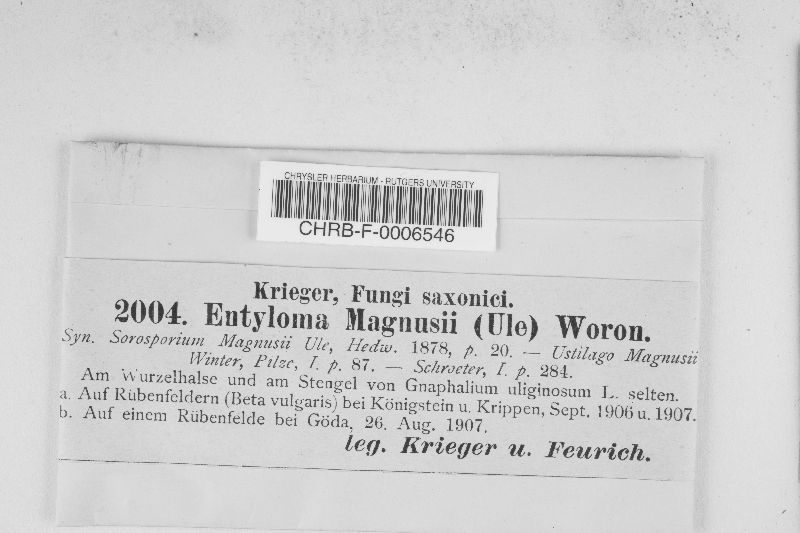 CHRYSLER HERBARIUM - RUTGERS UNIVERSITY
CHRB-F-0006546
Krieger, Fungi saxonici.
2004. Entyloma Magnusii (Ule) Woron.
Syn. Sorosporium Magnusii Ule, Hedw. 1878, p. 20. — Ustilago Magnusii
Winter, Pilze, I. p. 87. — Schroeter, I. p. 284.
Am Wurzelhalse und am Stengel von Gnaphalium uliginosum L. selten.
a. Auf Rübenfeldern (Beta vulgaris) bei Königstein u. Krippen, Sept. 1906 u. 1907.
b. Auf einem Rübenfelde bei Göda, 26. Aug. 1907.
leg. Krieger u. Feurich.